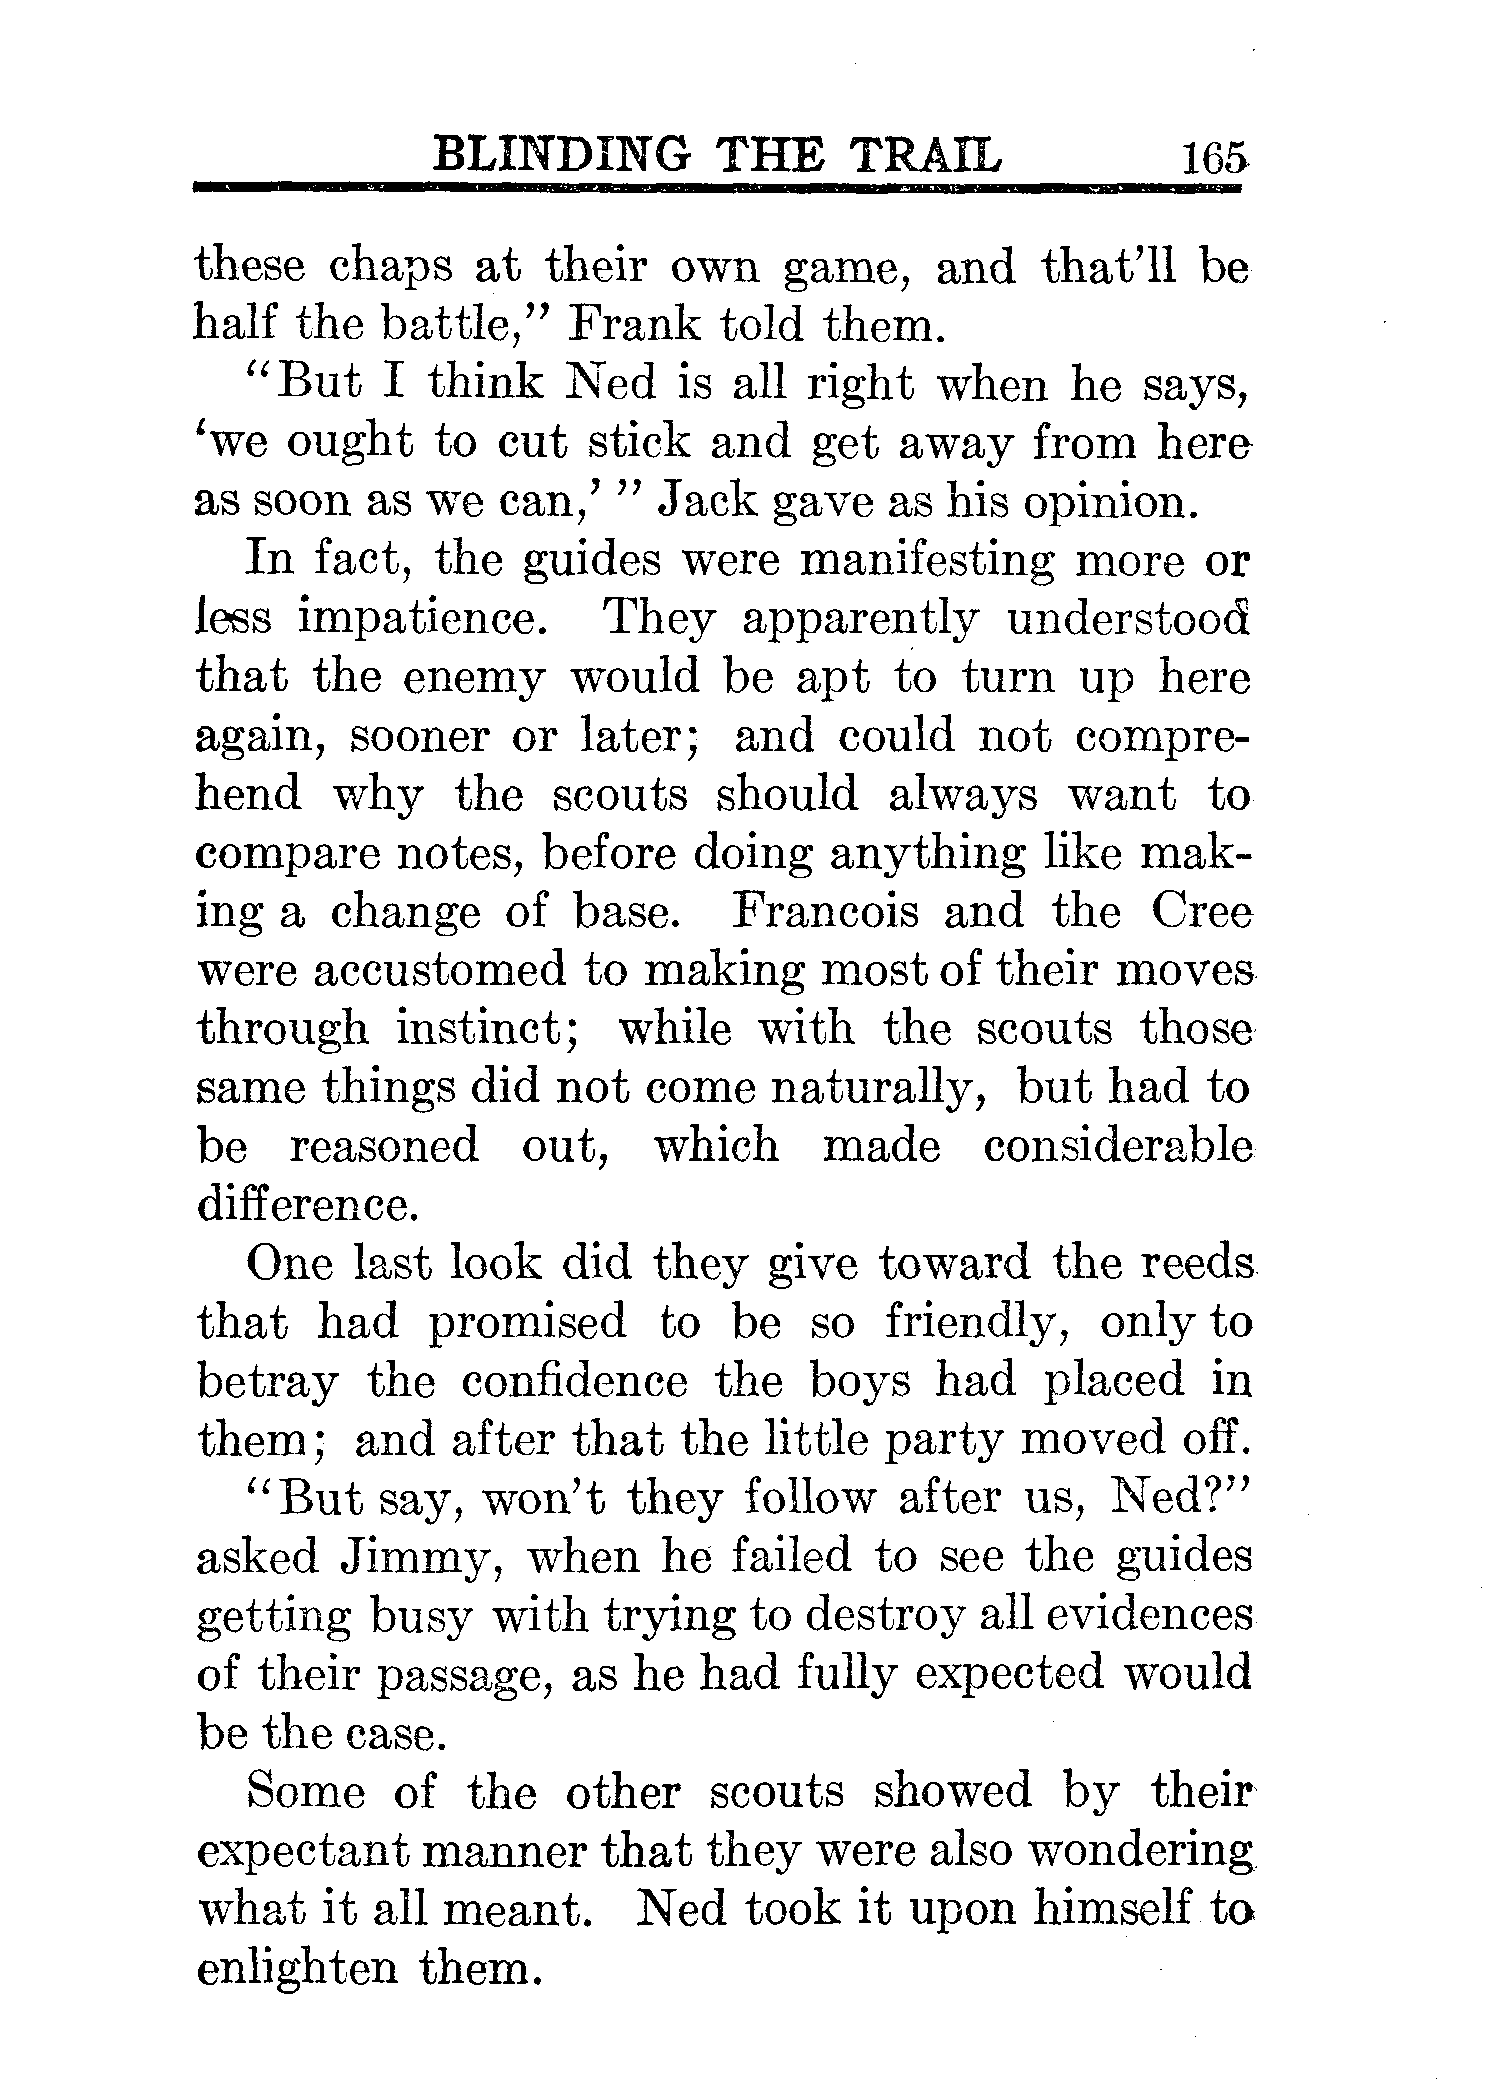 BLINDING THE TRAIL 165
these chaps at their own game, and that'll be
half the battle,” Frank told them.
“But I think Ned is all right when he says,
‘we ought to cut stick and get away from here
as soon as we can,’ ” Jack gave as his opinion.
In fact, the guides were manifesting more or
less impatience. They apparently understood
that the enemy would be apt to turn up here
again, sooner or later; and could not compre-
hend why the scouts should always want to
compare notes, before doing anything like mak-
ing a change of base. Francois and the Cree
were accustomed to making most of their moves
through instinct; while with the scouts those
same things did not come naturally, but had to
be reasoned out, which made considerable
difference.
One last look did they give toward the reeds
that had promised to be so friendly, only to
betray the confidence the boys had placed in
them; and after that the little party moved off.
“But say, won't they follow after us, Ned?”
asked Jimmy, when he failed to see the guides
getting busy with trying to destroy all evidences
of their passage, as he had fully expected would
be the case.
Some of the other scouts showed by their
expectant manner that they were also wondering
what it all meant. Ned took it upon himself to
enlighten them.